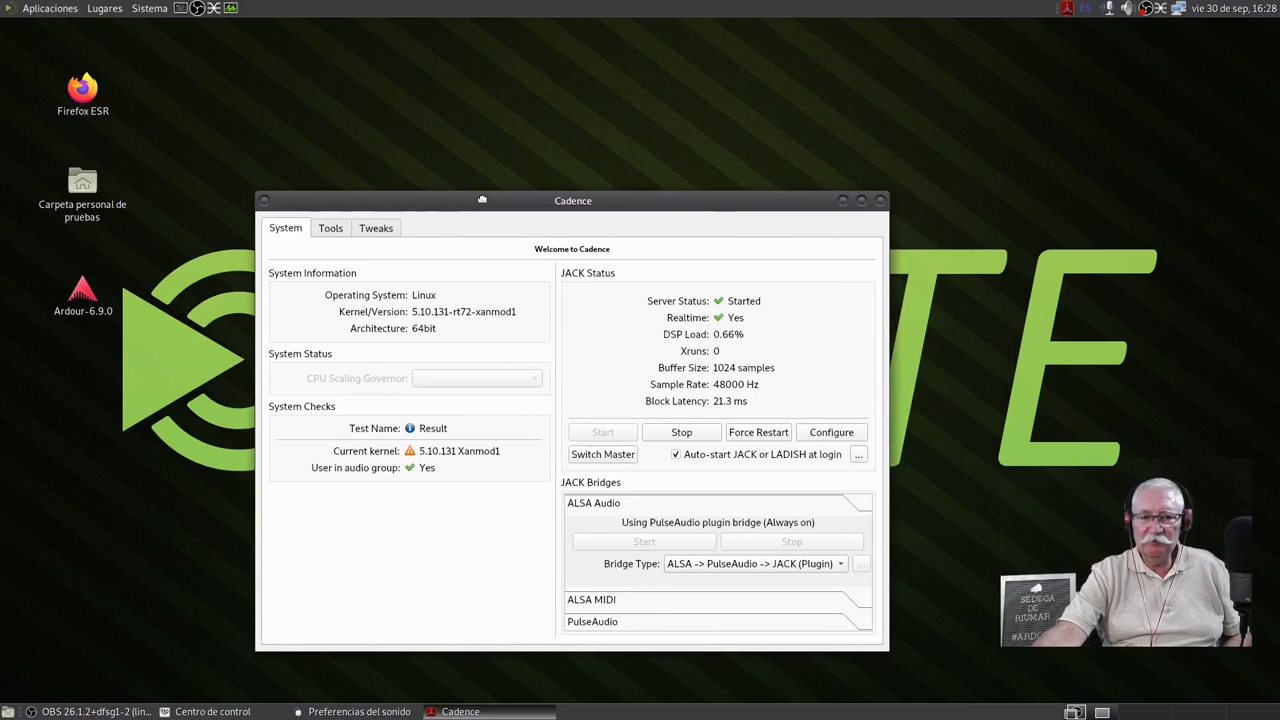 Aplicaciones Lugares Sistema
ES vie 30 de sep, 16:28
Firefox ESR
Carpeta personal de
pruebas
Ardour-6.9.0
TE
Cadence
System Tools Tweaks
Welcome to Cadence
System Information
Operating System: Linux
Kernel/Version: 5.10.131-rt72-xanmod1
Architecture: 64bit
System Status
CPU Scaling Governor:
System Checks
Test Name: Result
Current kernel: 5.10.131 Xanmod1
User in audio group: Yes
JACK Status
Server Status: Started
Realtime: Yes
DSP Load: 0.66%
Xruns: 0
Buffer Size: 1024 samples
Sample Rate: 48000 Hz
Block Latency: 21.3 ms
Start Stop Force Restart Configure
Switch Master Auto-start JACK or LADISH at login ...
JACK Bridges
ALSA Audio
Using PulseAudio plugin bridge (Always on)
Start Stop
Bridge Type: ALSA -> PulseAudio -> JACK (Plugin) ...
ALSA MIDI
PulseAudio
SEDEGA
DE
RIUMAR
OBS 26.1.2+dfsg1-2 (lin... Centro de control Preferencias del sonido Cadence